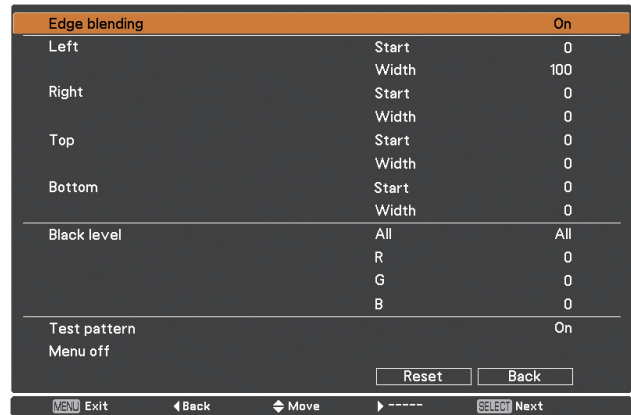 Edge blending On
Left Start 0
Width 100
Right Start 0
Width 0
Top Start 0
Width 0
Bottom Start 0
Width 0
Black level All All
R 0
G 0
B 0
Test pattern On
Menu off
Reset Back
MENU Exit ◀Back Move ▶ ----- SELECT Next